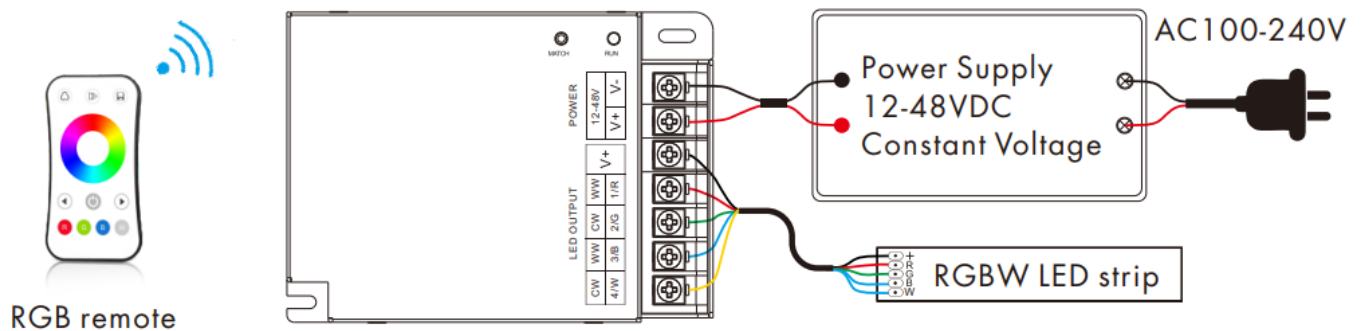 AC100-240V
MATCH
RUN
POWER
12-48V
V-
V+
Power Supply
12-48VDC
Constant Voltage
LED OUTPUT
V+
WW
1/R
CW
2/G
WW
3/B
CW
4/W
+
R
G
B
W
RGBW LED strip
R
G
B
RGB remote